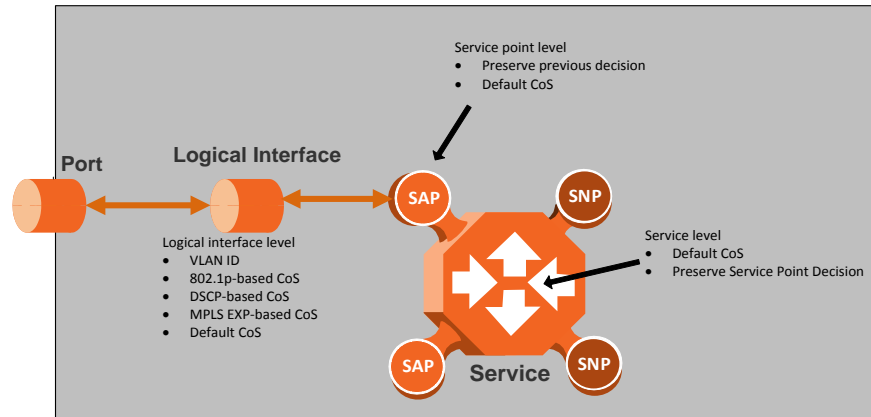 Service point level
• Preserve previous decision
• Default CoS
Port
Logical Interface
SAP
SNP
Logical interface level
• VLAN ID
• 802.1p-based CoS
• DSCP-based CoS
• MPLS EXP-based CoS
• Default CoS
Service level
• Default CoS
• Preserve Service Point Decision
SAP
Service
SNP